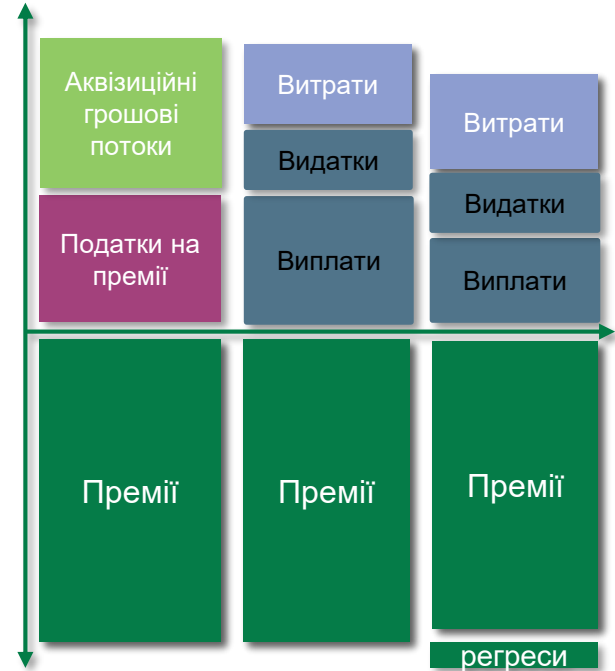 Аквізиційні
грошові
потоки
Податки на
премії
Премії
Витрати
Видатки
Виплати
Премії
Витрати
Видатки
Виплати
Премії
регреси